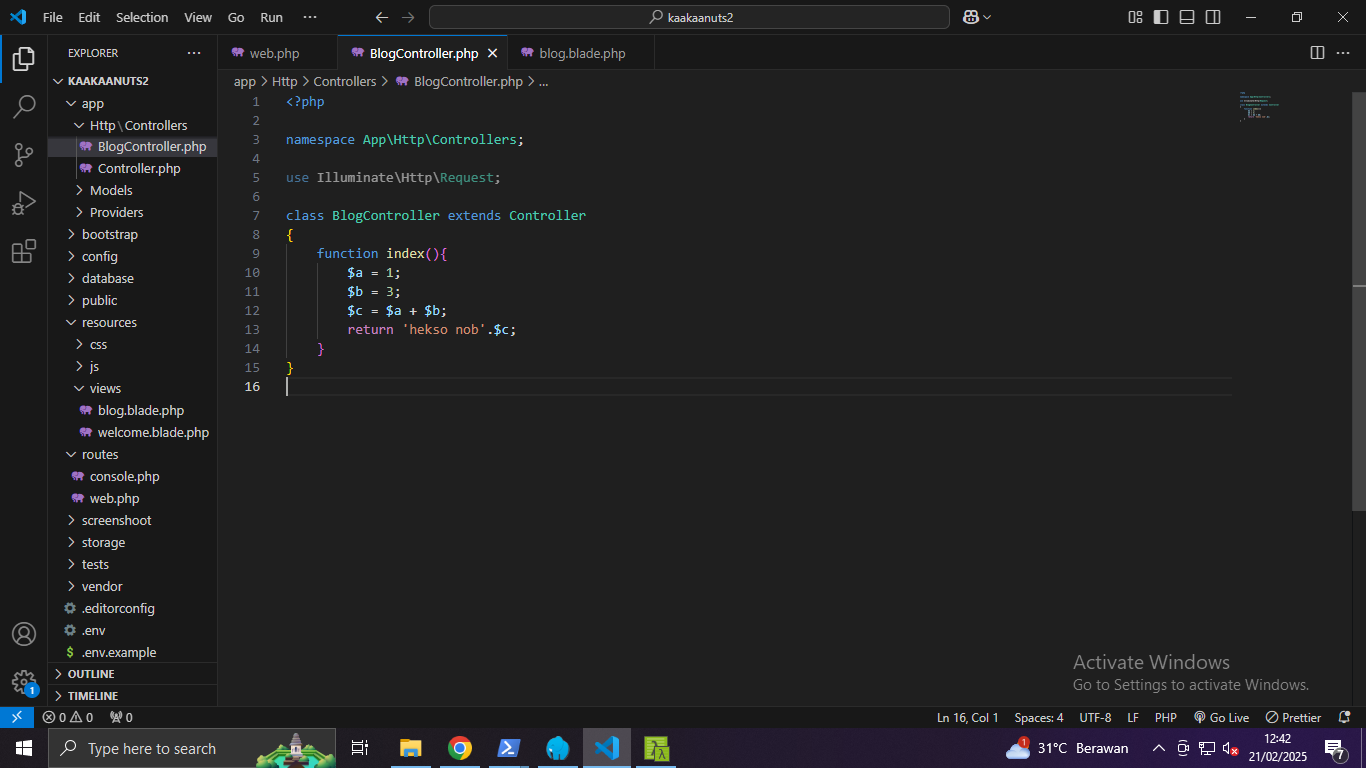 File Edit Selection View Go Run ···
kaakaanuts2
EXPLORER ···
KAAKAANUTS2
app
Http\Controllers
BlogController.php
Controller.php
Models
Providers
bootstrap
config
database
public
resources
css
js
views
blog.blade.php
welcome.blade.php
routes
console.php
web.php
screenshoot
storage
tests
vendor
.editorconfig
.env
$ .env.example
OUTLINE
TIMELINE
web.php BlogController.php blog.blade.php ···
app > Http > Controllers > BlogController.php > ...
1 <?php
2
3 namespace App\Http\Controllers;
4
5 use Illuminate\Http\Request;
6
7 class BlogController extends Controller
8 {
9 function index(){
10 $a = 1;
11 $b = 3;
12 $c = $a + $b;
13 return 'hekso nob'.$c;
14 }
15 }
16
Activate Windows
Go to Settings to activate Windows.
1
0 0 0 Ln 16, Col 1 Spaces: 4 UTF-8 LF PHP Go Live Prettier
Type here to search 1 31°C Berawan 12:42
21/02/2025 7